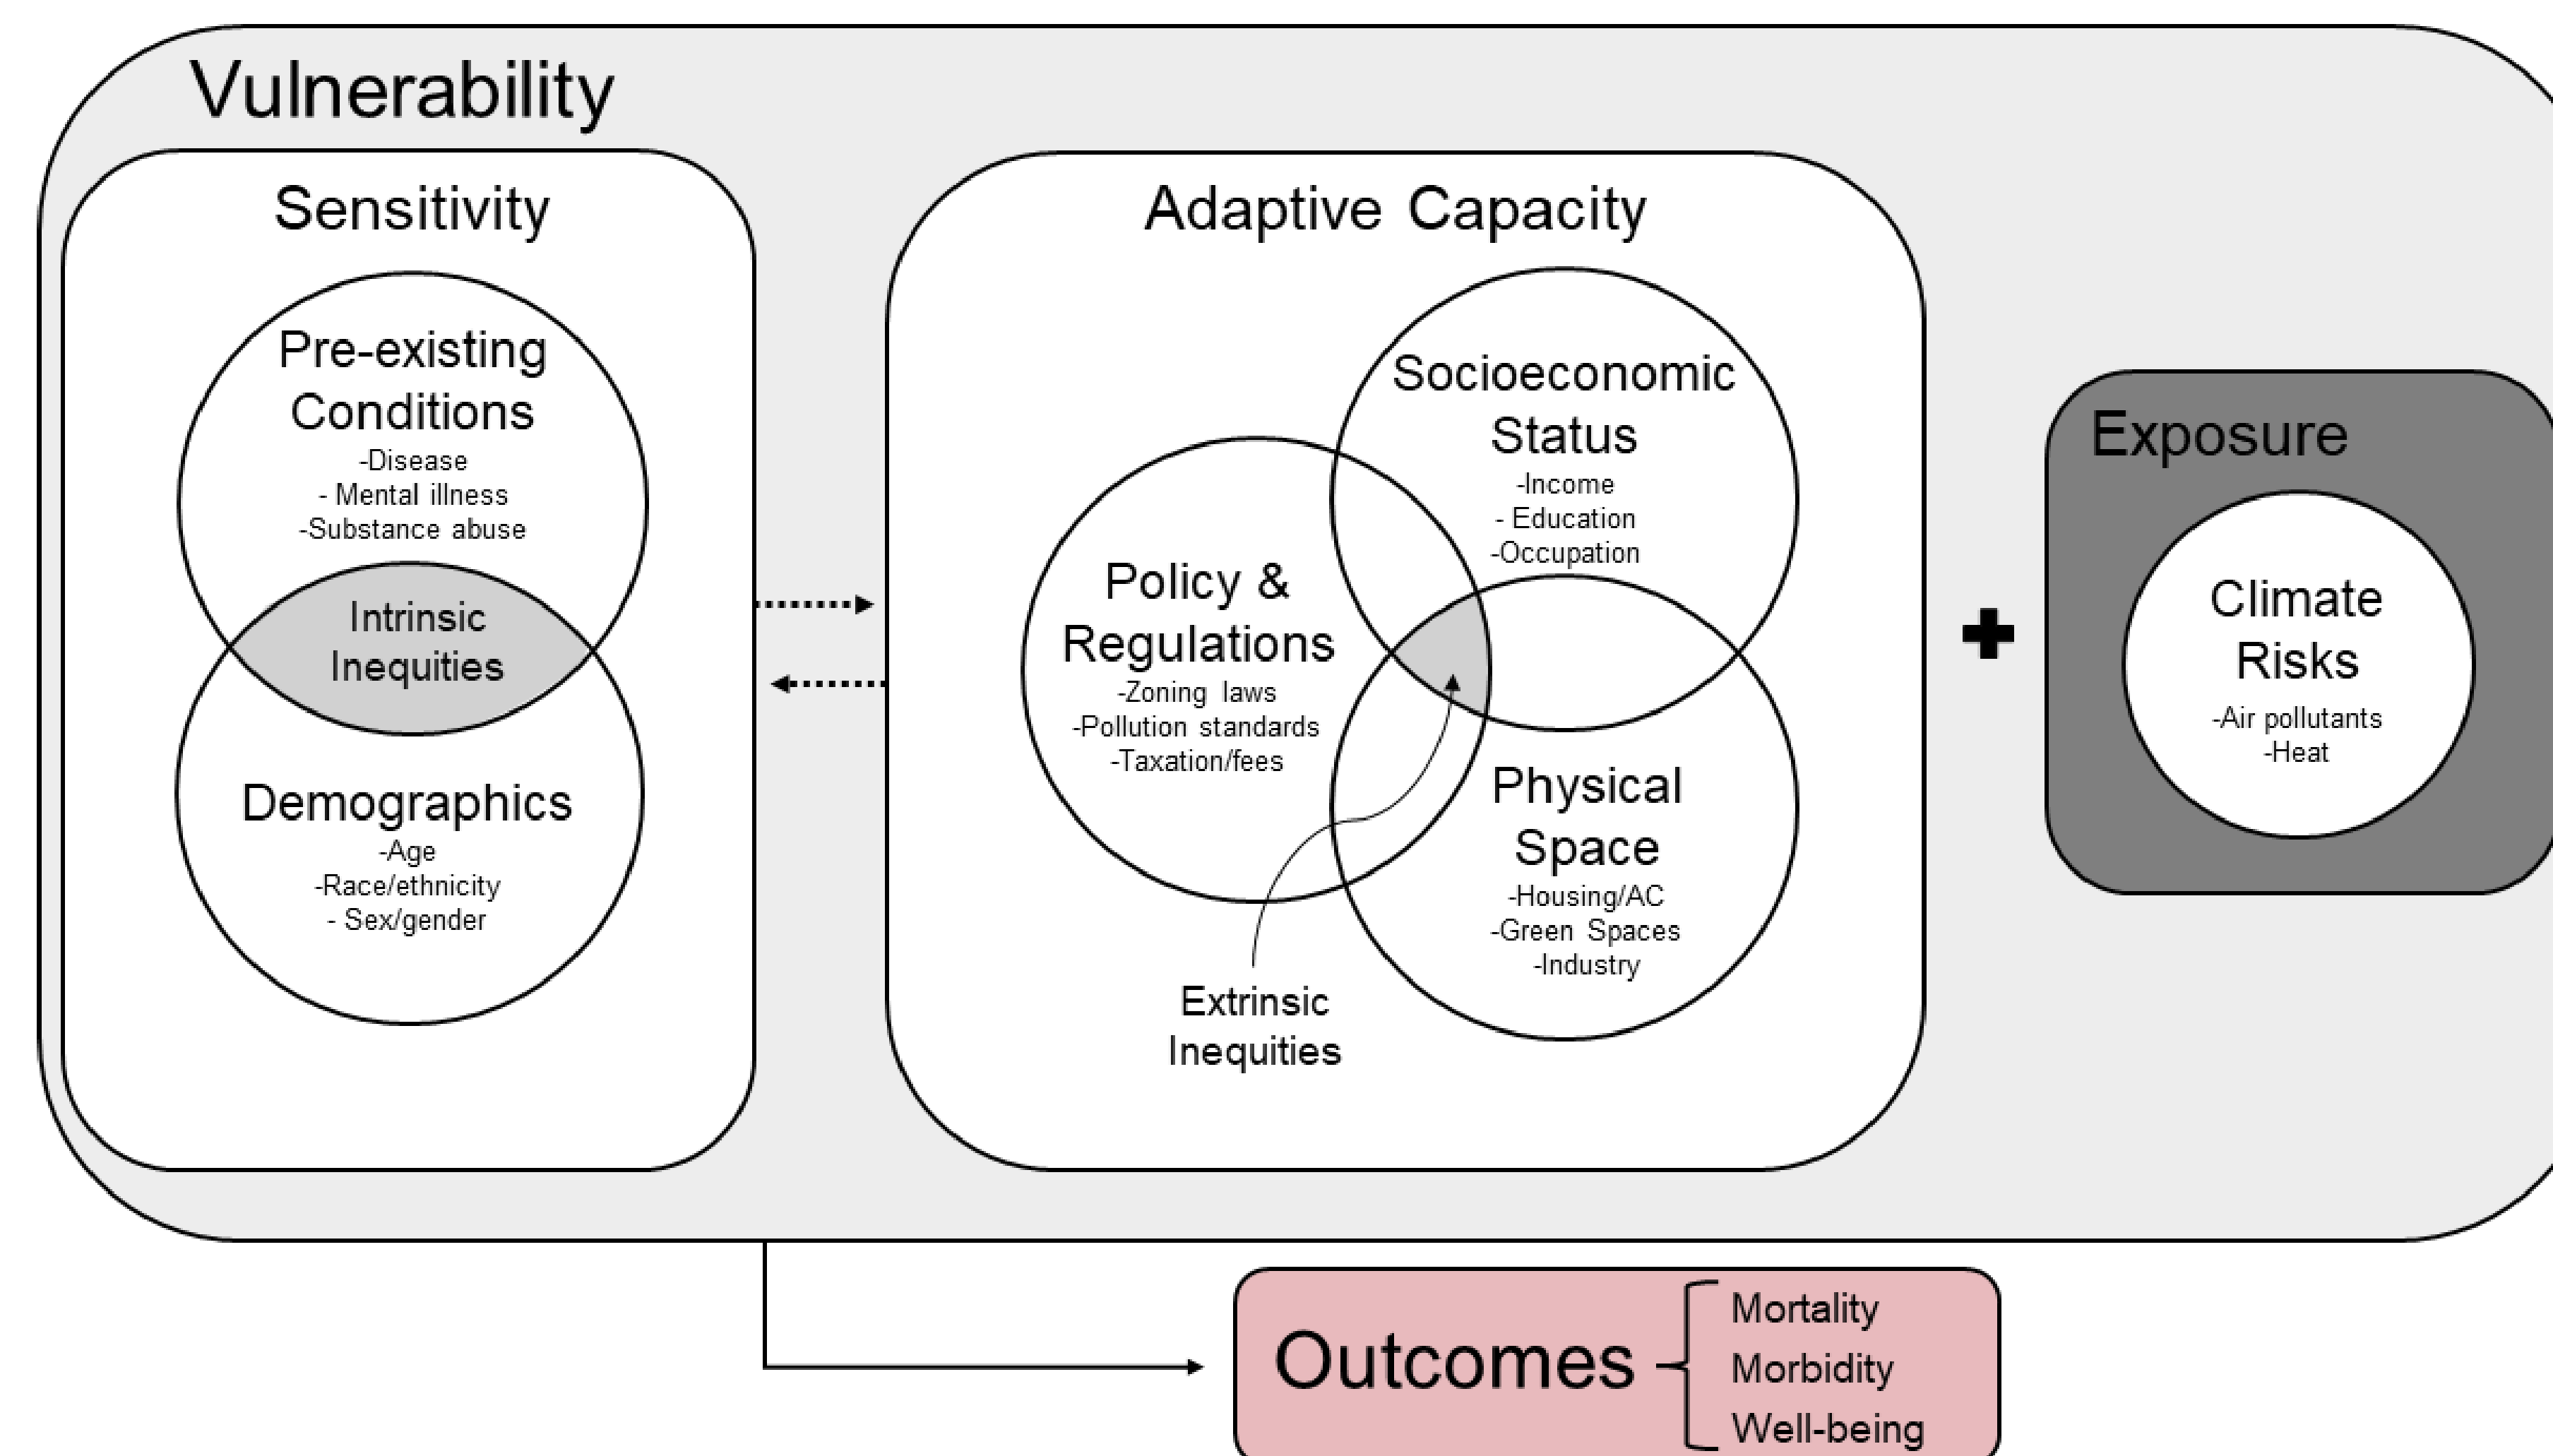 Vulnerability
Sensitivity
Pre-existing
Conditions
-Disease
- Mental illness
-Substance abuse
Intrinsic
Inequities
Demographics
-Age
-Race/ethnicity
- Sex/gender
Adaptive Capacity
Socioeconomic
Status
-Income
- Education
-Occupation
Policy &
Regulations
-Zoning laws
-Pollution standards
-Taxation/fees
Physical
Space
-Housing/AC
-Green Spaces
-Industry
Extrinsic
Inequities
Exposure
Climate
Risks
-Air pollutants
-Heat
Outcomes
Mortality
Morbidity
Well-being